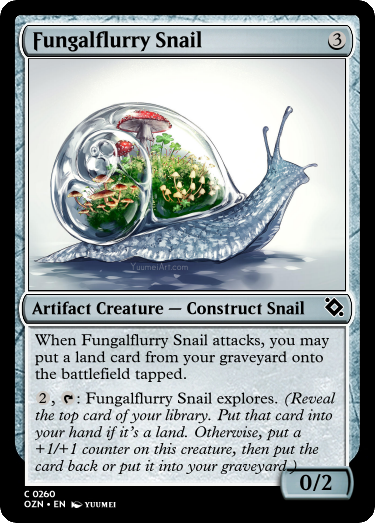 Fungalflurry Snail 3
YuumeiArt.com
Artifact Creature — Construct Snail
When Fungalflurry Snail attacks, you may
put a land card from your graveyard onto
the battlefield tapped.
2, : Fungalflurry Snail explores. (Reveal
the top card of your library. Put that card into
your hand if it's a land. Otherwise, put a
+1/+1 counter on this creature, then put the
card back or put it into your graveyard.)
0/2
C 0260
OZN • EN YUUMEI